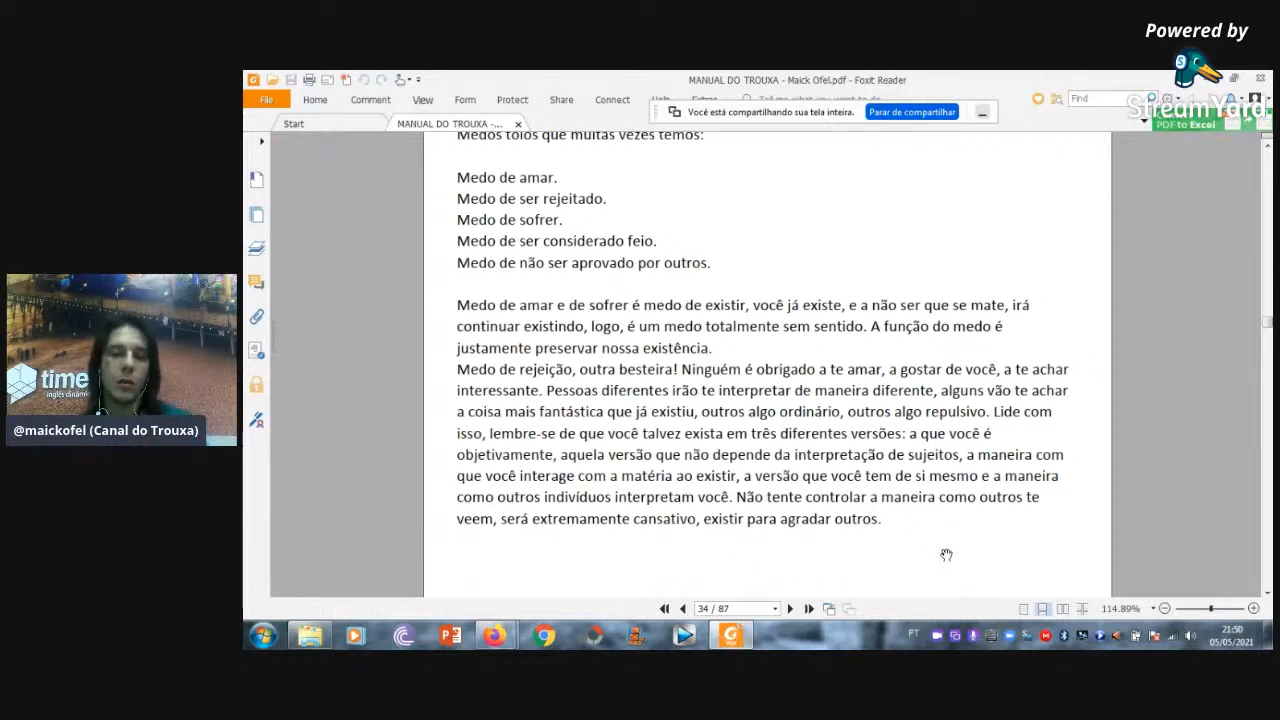 Powered by
StreamYard
MANUAL DO TROUXA - Maick Ofel.pdf - Foxit Reader
File Home Comment View Form Protect Share Connect
Find
Você está compartilhando sua tela inteira. Parar de compartilhar
PDF to Excel
Start MANUAL DO TROUXA -...
Medos tolos que muitas vezes temos:
Medo de amar.
Medo de ser rejeitado.
Medo de sofrer.
Medo de ser considerado feio.
Medo de não ser aprovado por outros.
Medo de amar e de sofrer é medo de existir, você já existe, e a não ser que se mate, irá
continuar existindo, logo, é um medo totalmente sem sentido. A função do medo é
justamente preservar nossa existência.
Medo de rejeição, outra besteira! Ninguém é obrigado a te amar, a gostar de você, a te achar
interessante. Pessoas diferentes irão te interpretar de maneira diferente, alguns vão te achar
a coisa mais fantástica que já existiu, outros algo ordinário, outros algo repulsivo. Lide com
isso, lembre-se de que você talvez exista em três diferentes versões: a que você é
objetivamente, aquela versão que não depende da interpretação de sujeitos, a maneira com
que você interage com a matéria ao existir, a versão que você tem de si mesmo e a maneira
como outros indivíduos interpretam você. Não tente controlar a maneira como outros te
veem, será extremamente cansativo, existir para agradar outros.
time
inglês dinâmico
@maickofel (Canal do Trouxa)
34 / 87
114.89%
PT
21:50
05/05/2021